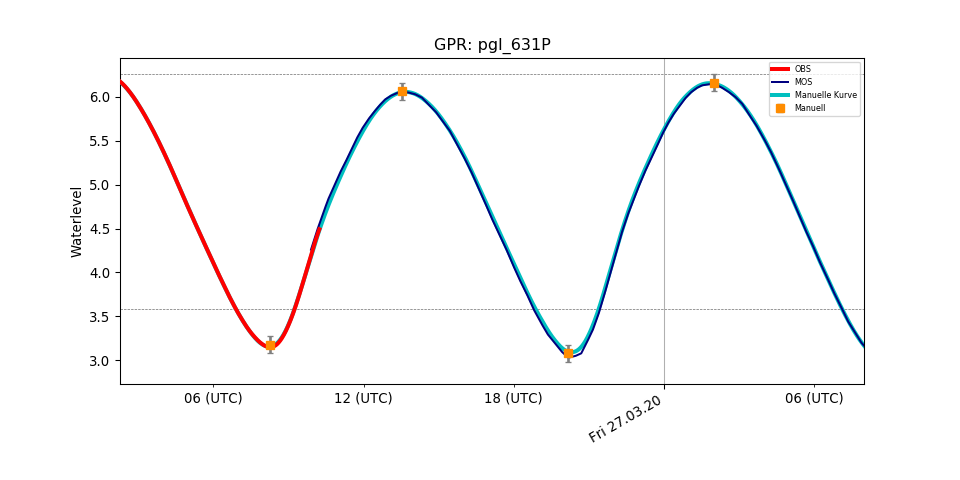 GPR: pgl_631P
OBS
MOS
Manuelle Kurve
Manuell
Waterlevel
6.0
5.5
5.0
4.5
4.0
3.5
3.0
06 (UTC)
12 (UTC)
18 (UTC)
Fri 27.03.20
06 (UTC)